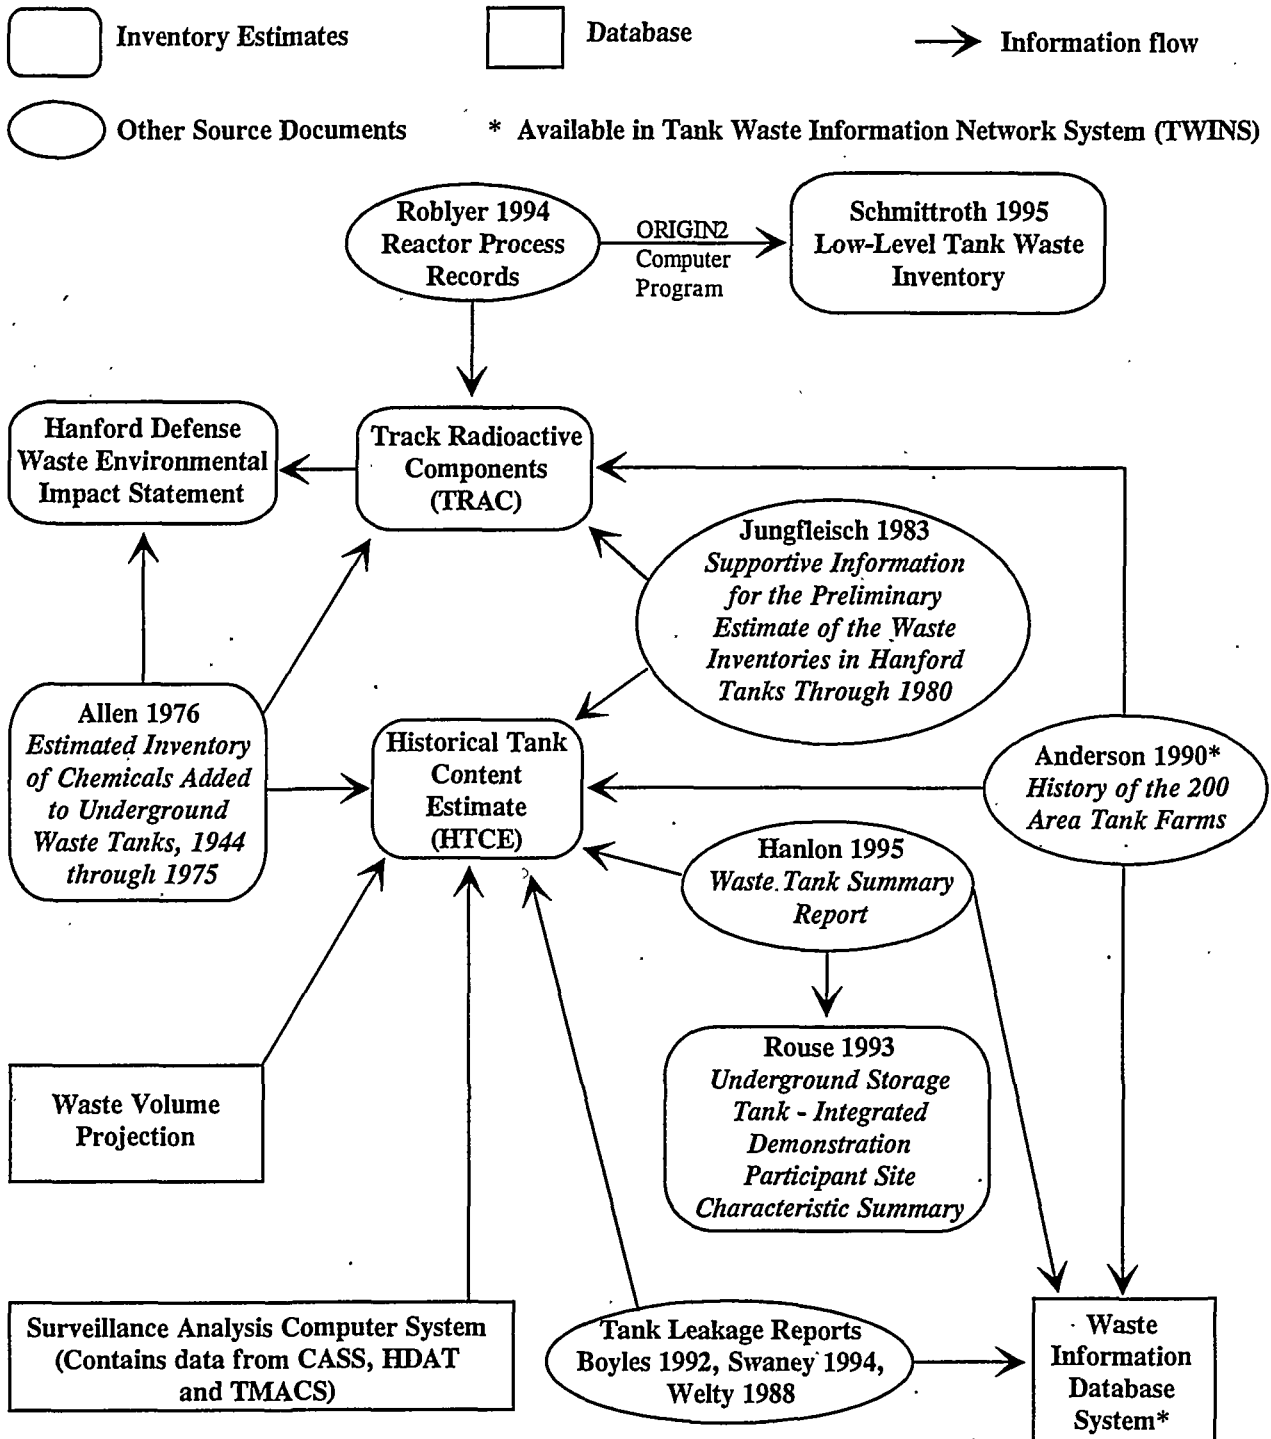 Inventory Estimates
Database
Information flow
Other Source Documents
* Available in Tank Waste Information Network System (TWINS)
Roblyer 1994
Reactor Process
Records
ORIGIN2
Computer
Program
Schmittroth 1995
Low-Level Tank Waste
Inventory
Hanford Defense
Waste Environmental
Impact Statement
Track Radioactive
Components
(TRAC)
Jungfleisch 1983
Supportive Information
for the Preliminary
Estimate of the Waste
Inventories in Hanford
Tanks Through 1980
Allen 1976
Estimated Inventory
of Chemicals Added
to Underground
Waste Tanks, 1944
through 1975
Historical Tank
Content
Estimate
(HTCE)
Anderson 1990*
History of the 200
Area Tank Farms
Hanlon 1995
Waste Tank Summary
Report
Rouse 1993
Underground Storage
Tank - Integrated
Demonstration
Participant Site
Characteristic Summary
Waste Volume
Projection
Surveillance Analysis Computer System
(Contains data from CASS, HDAT
and TMACS)
Tank Leakage Reports
Boyles 1992, Swaney 1994,
Welty 1988
Waste
Information
Database
System*